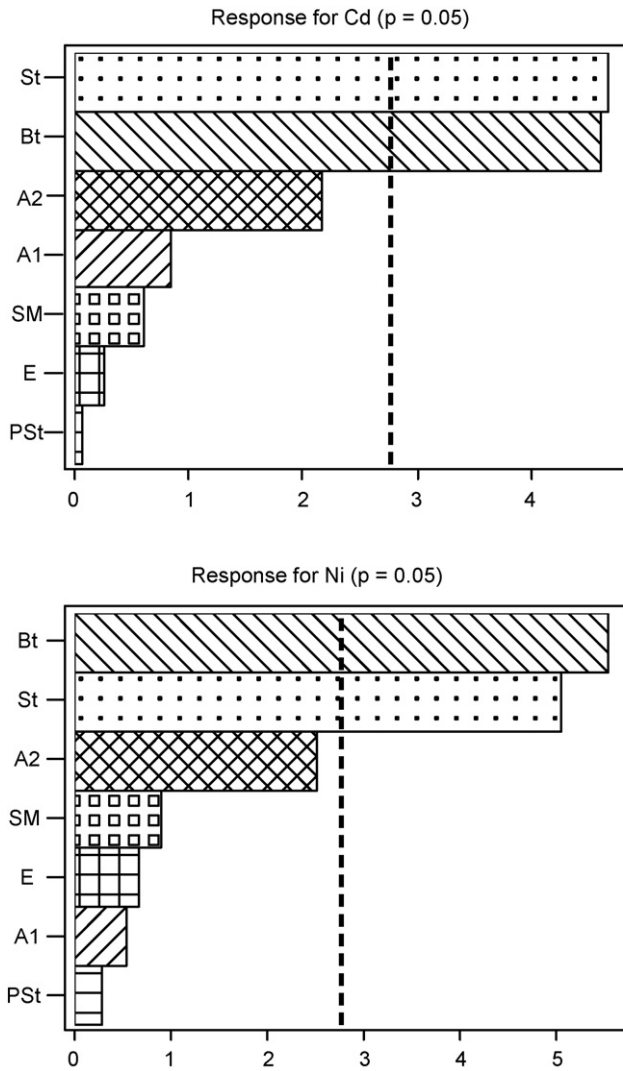 Response for Cd (p = 0.05)
St
Bt
A2
A1
SM
E
PSt
0 1 2 3 4
Response for Ni (p = 0.05)
Bt
St
A2
SM
E
A1
PSt
0 1 2 3 4 5